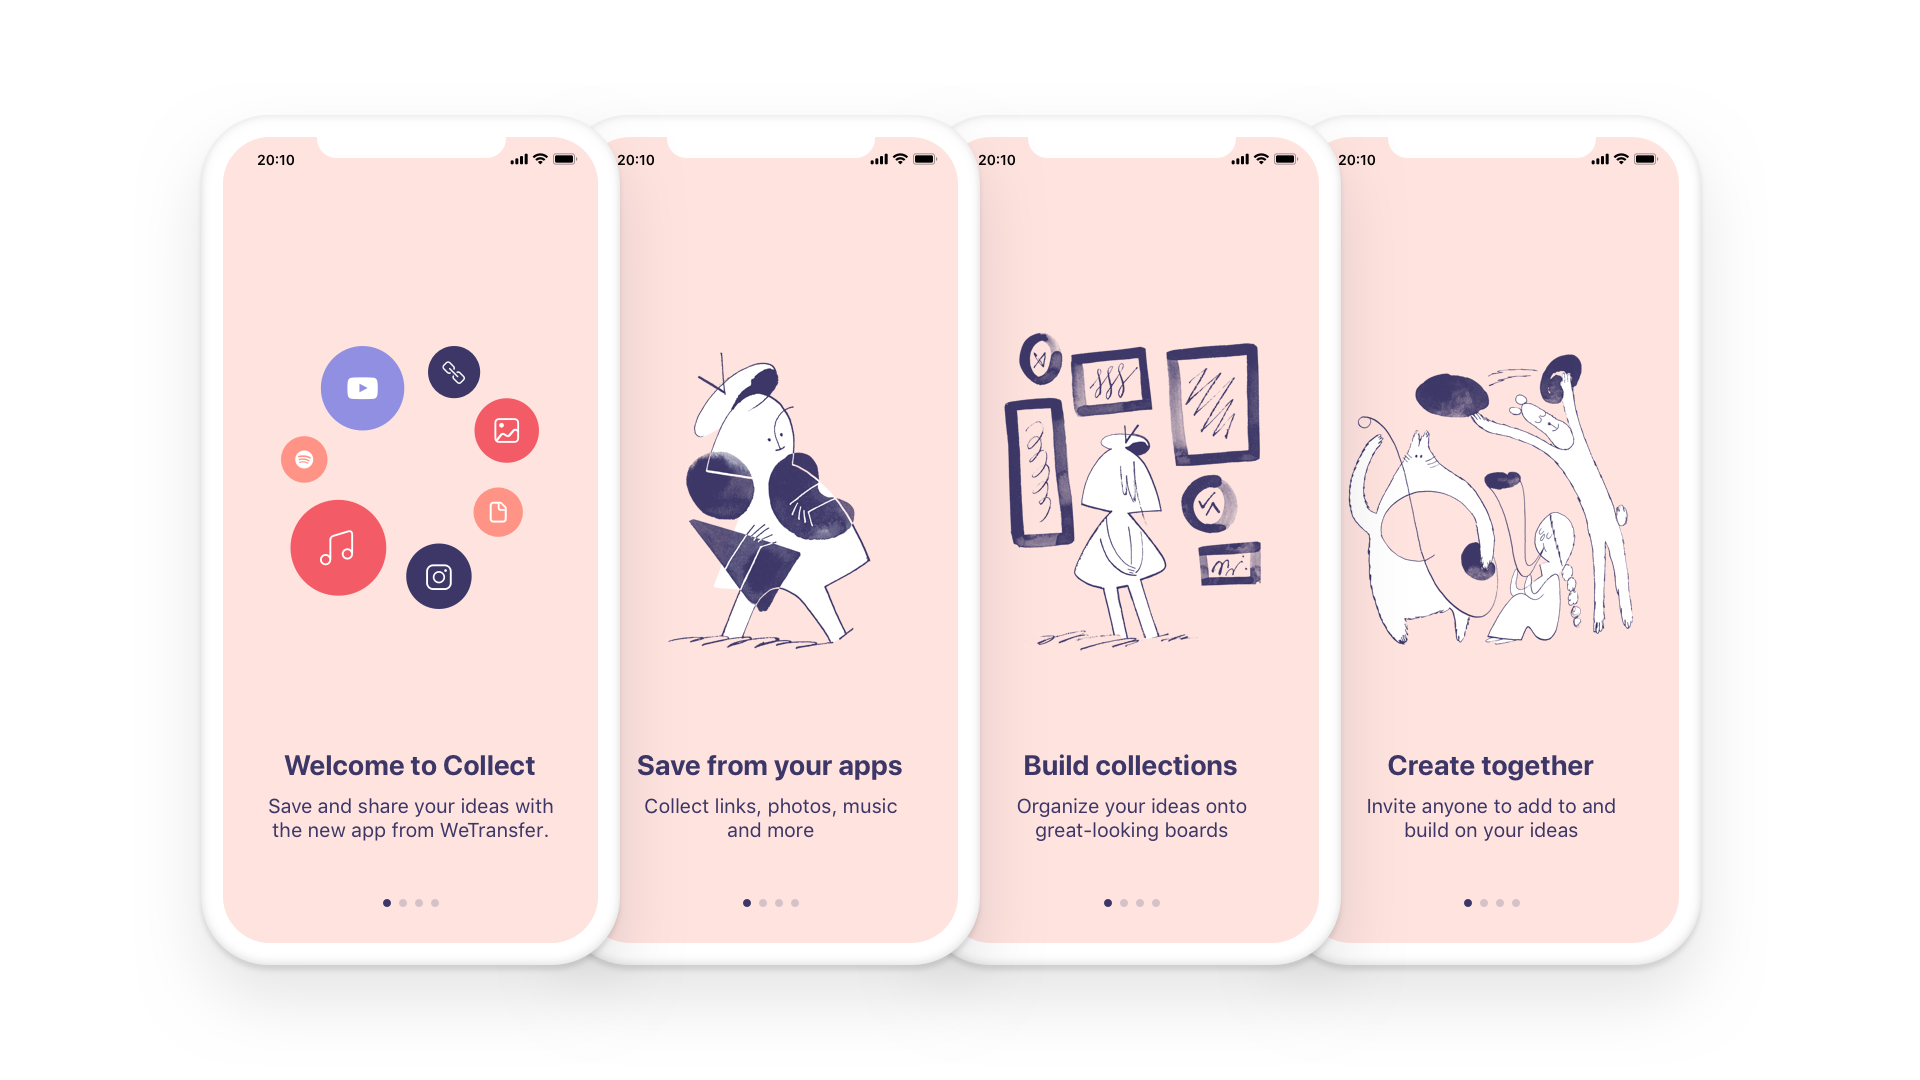 20:10
Welcome to Collect
Save and share your ideas with
the new app from WeTransfer.
20:10
Save from your apps
Collect links, photos, music
and more
20:10
Build collections
Organize your ideas onto
great-looking boards
20:10
Create together
Invite anyone to add to and
build on your ideas